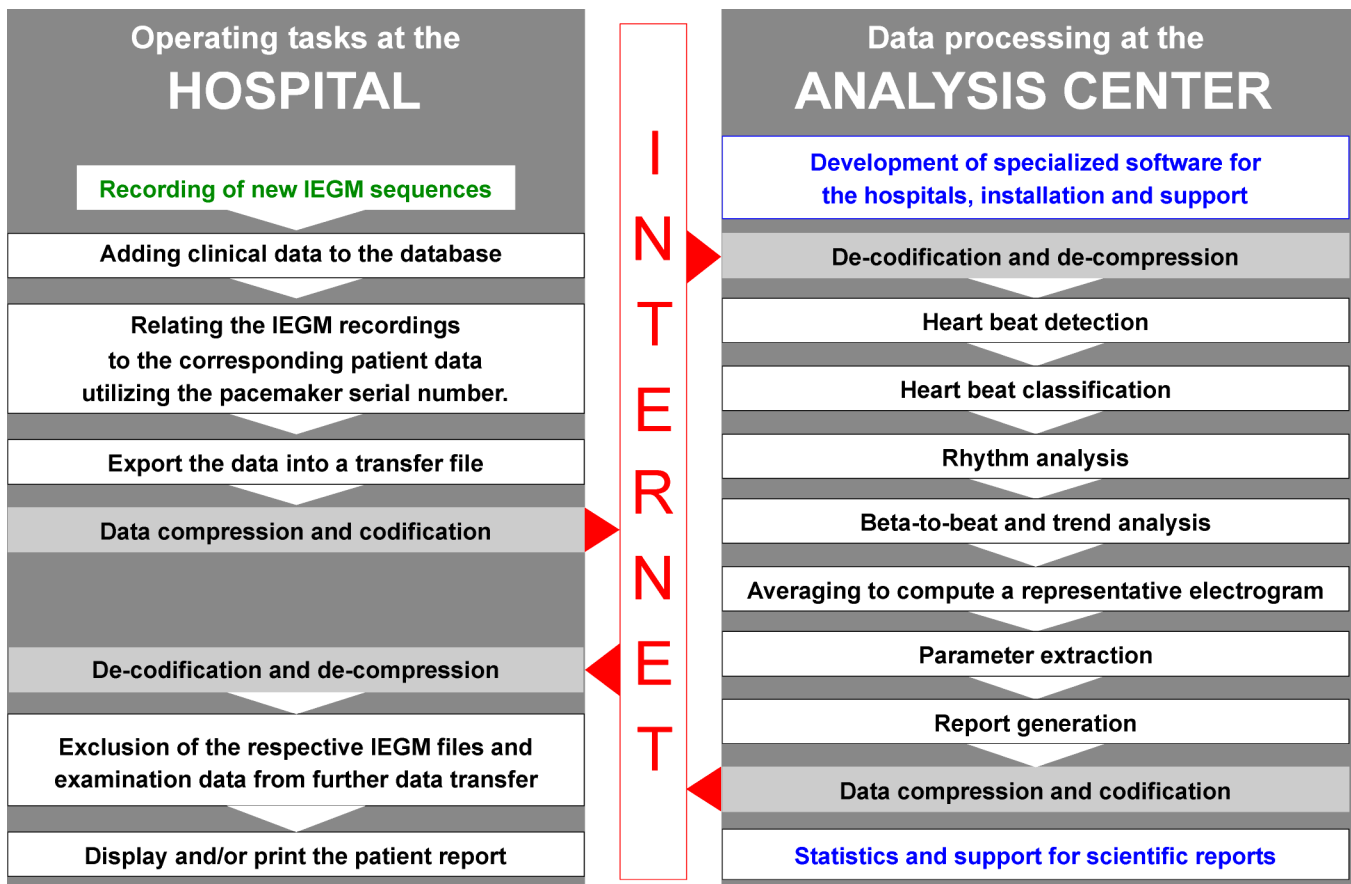 Operating tasks at the
HOSPITAL
Recording of new IEGM sequences
Adding clinical data to the database
Relating the IEGM recordings
to the corresponding patient data
utilizing the pacemaker serial number.
Export the data into a transfer file
Data compression and codification
De-codification and de-compression
Exclusion of the respective IEGM files and
examination data from further data transfer
Display and/or print the patient report
INTERNET
Data processing at the
ANALYSIS CENTER
Development of specialized software for
the hospitals, installation and support
De-codification and de-compression
Heart beat detection
Heart beat classification
Rhythm analysis
Beta-to-beat and trend analysis
Averaging to compute a representative electrogram
Parameter extraction
Report generation
Data compression and codification
Statistics and support for scientific reports